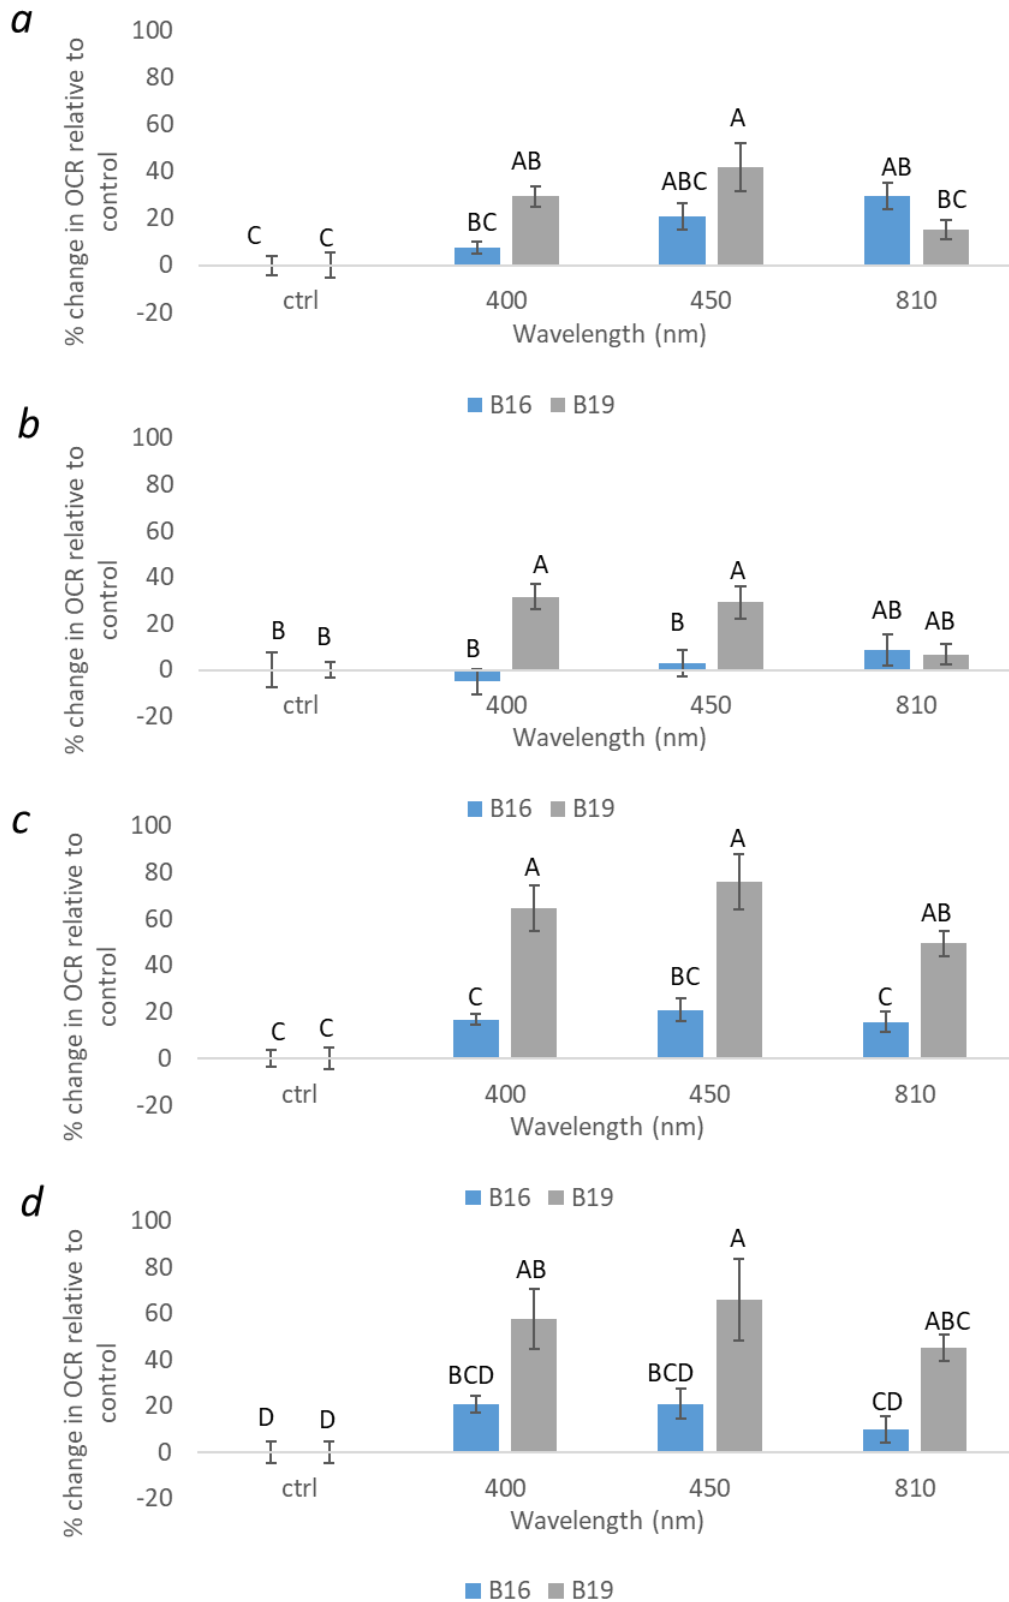 a
% change in OCR relative to
control
100
80
60
40
20
0
-20
C
C
BC
AB
ABC
A
AB
BC
ctrl
400
450
810
Wavelength (nm)
B16
B19
b
% change in OCR relative to
control
100
80
60
40
20
0
-20
B
B
B
A
B
A
AB
AB
ctrl
400
450
810
Wavelength (nm)
B16
B19
c
% change in OCR relative to
control
100
80
60
40
20
0
-20
C
C
C
A
BC
A
C
AB
ctrl
400
450
810
Wavelength (nm)
B16
B19
d
% change in OCR relative to
control
100
80
60
40
20
0
-20
D
D
BCD
AB
BCD
A
CD
ABC
ctrl
400
450
810
Wavelength (nm)
B16
B19